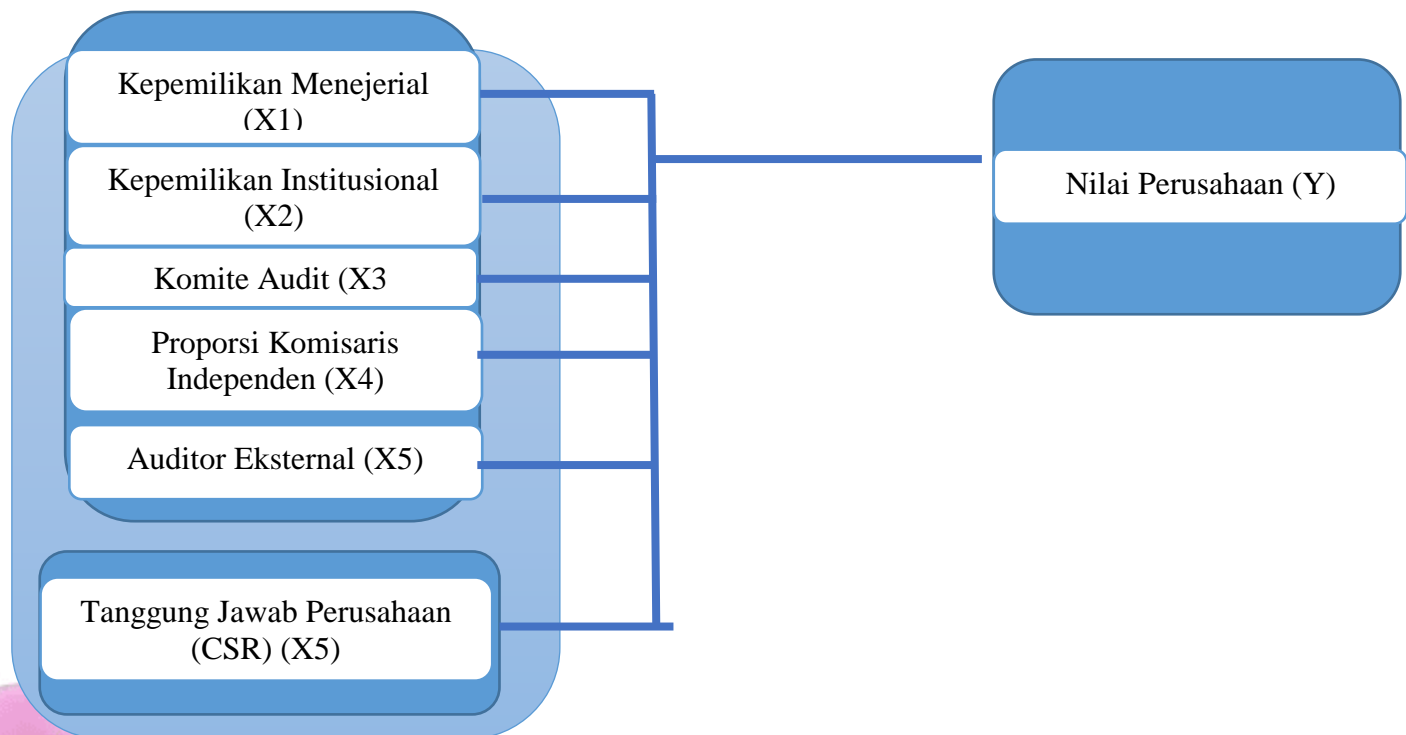 Kepemilikan Menejerial
(X1)
Kepemilikan Institusional
(X2)
Komite Audit (X3
Proporsi Komisaris
Independen (X4)
Auditor Eksternal (X5)
Tanggung Jawab Perusahaan
(CSR) (X5)
Nilai Perusahaan (Y)